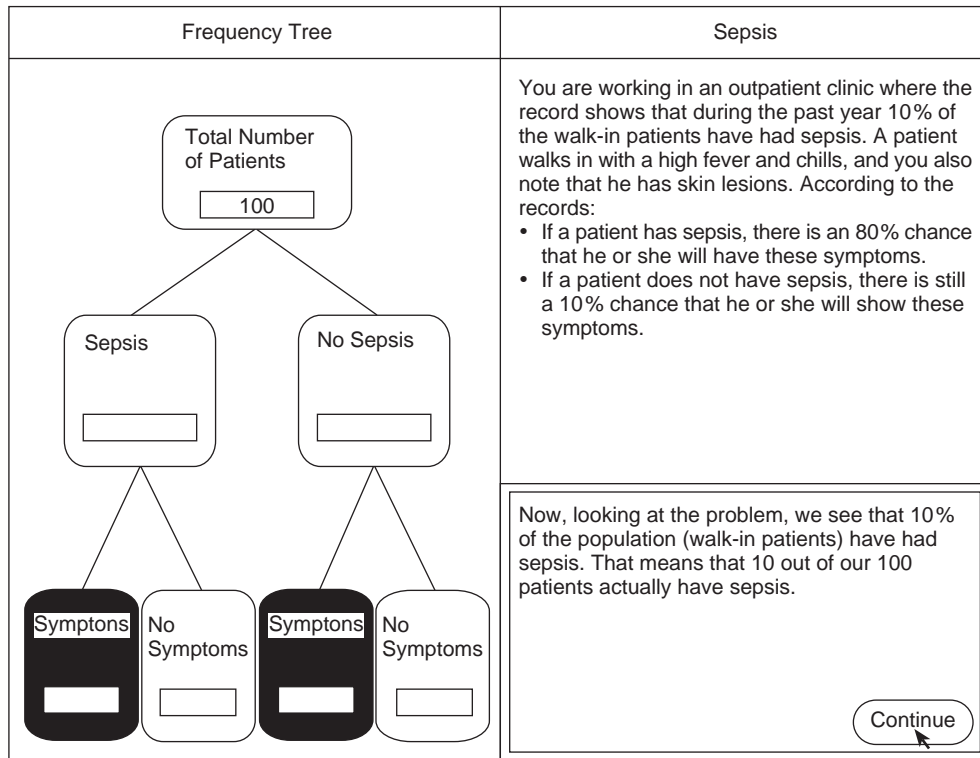 Frequency Tree
Total Number
of Patients
100
Sepsis
No Sepsis
Symptons
No
Symptoms
Symptons
No
Symptoms
Sepsis
You are working in an outpatient clinic where the
record shows that during the past year 10% of
the walk-in patients have had sepsis. A patient
walks in with a high fever and chills, and you also
note that he has skin lesions. According to the
records:
• If a patient has sepsis, there is an 80% chance
that he or she will have these symptoms.
• If a patient does not have sepsis, there is still
a 10% chance that he or she will show these
symptoms.
Now, looking at the problem, we see that 10%
of the population (walk-in patients) have had
sepsis. That means that 10 out of our 100
patients actually have sepsis.
Continue